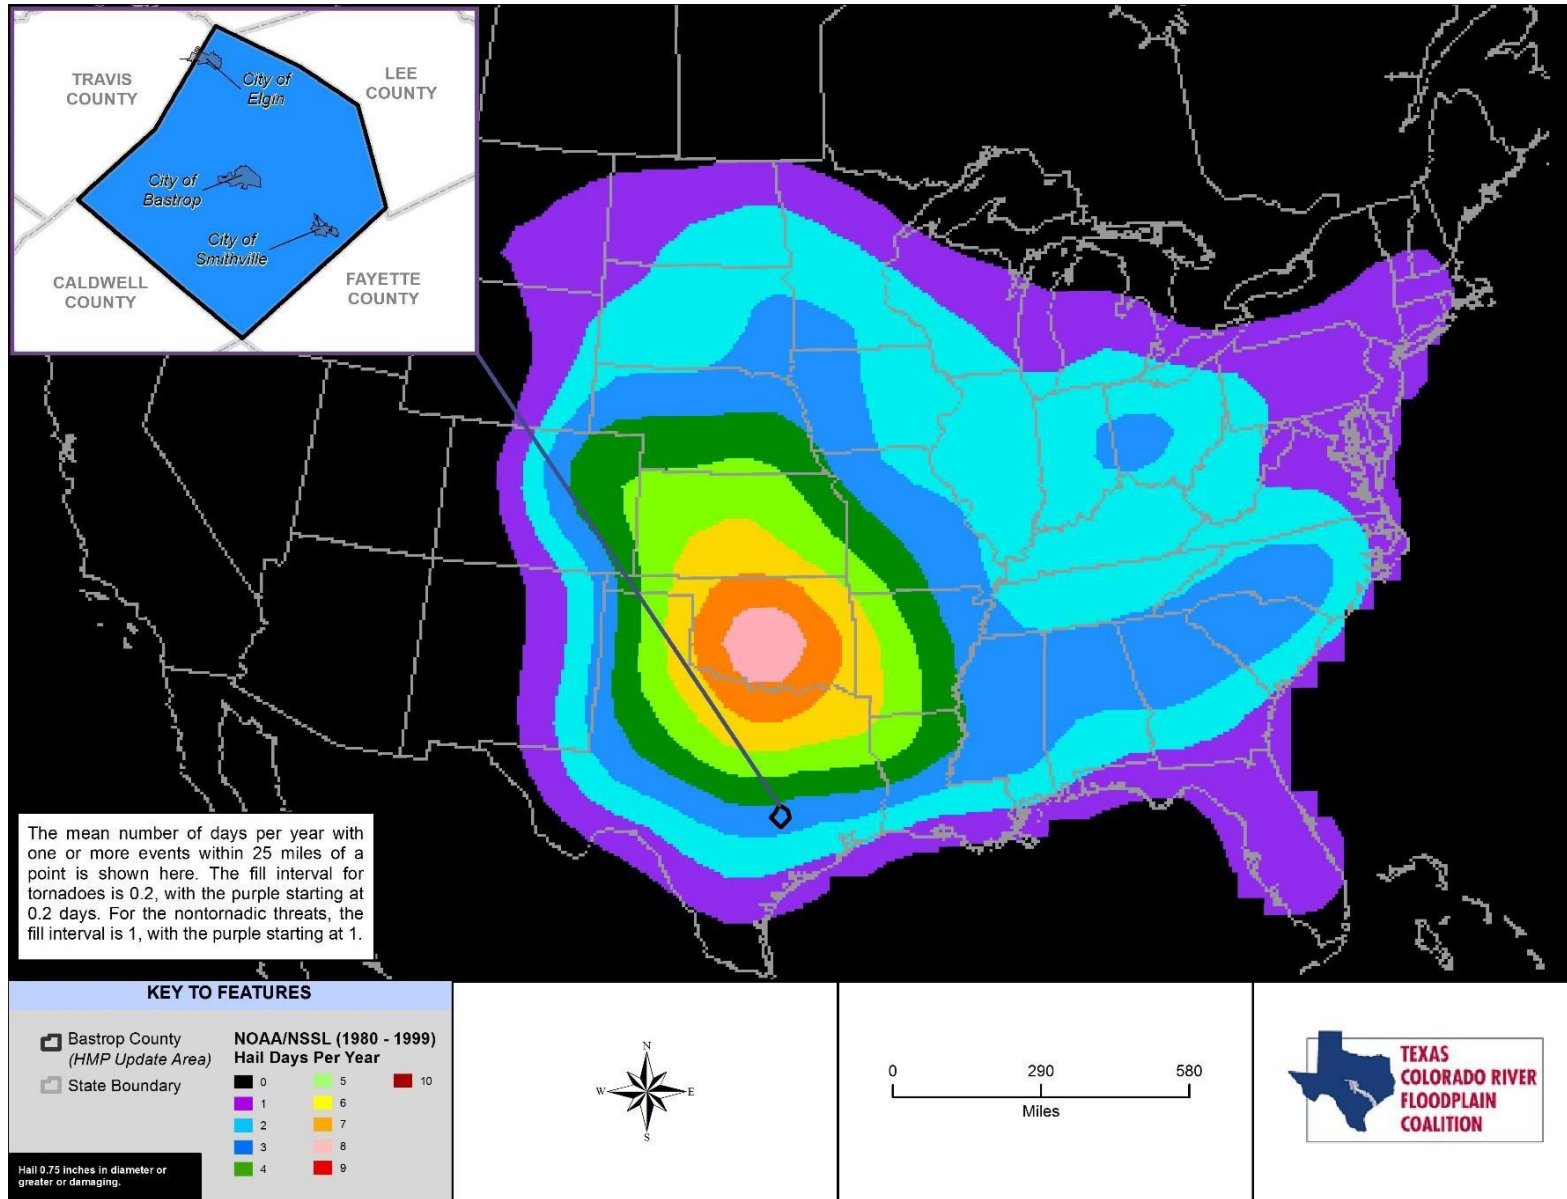 TRAVIS
COUNTY
LEE
COUNTY
City of
Elgin
City of
Bastrop
City of
Smithville
CALDWELL
COUNTY
FAYETTE
COUNTY
The mean number of days per year with
one or more events within 25 miles of a
point is shown here. The fill interval for
tornadoes is 0.2, with the purple starting at
0.2 days. For the nontornadic threats, the
fill interval is 1, with the purple starting at 1.
KEY TO FEATURES
Bastrop County
(HMP Update Area)
State Boundary
NOAA/NSSL (1980 - 1999)
Hail Days Per Year
0
1
2
3
4
5
6
7
8
9
10
Hail 0.75 inches in diameter or
greater or damaging.
N
W
E
S
0 290 580
Miles
TEXAS
COLORADO RIVER
FLOODPLAIN
COALITION